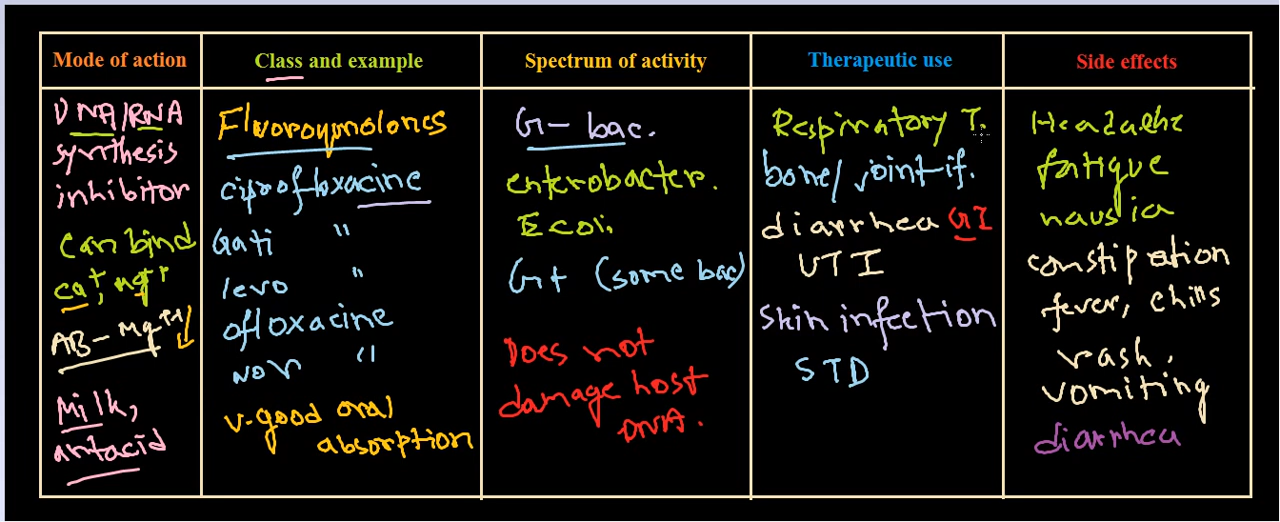 Mode of action
Class and example
Spectrum of activity
Therapeutic use
Side effects
DNA/RNA
synthesis
inhibitor
can bind
ca+, mg++
AB-Mg++
Milk,
antacid
Fluoroqunolones
ciprofloxacine
Gati "
levo "
ofloxacine
Nor "
v-good oral
absorption
G- bac.
enterobacter.
E coli.
G+ (some bac)
Does not
damage host
DNA.
Respiratory T.
bone/joint-if.
diarrhea GI
UTI
Skin infection
STD
Headache
fatigue
nausia
constipation
fever, chills
rash,
vomiting
diarrhea